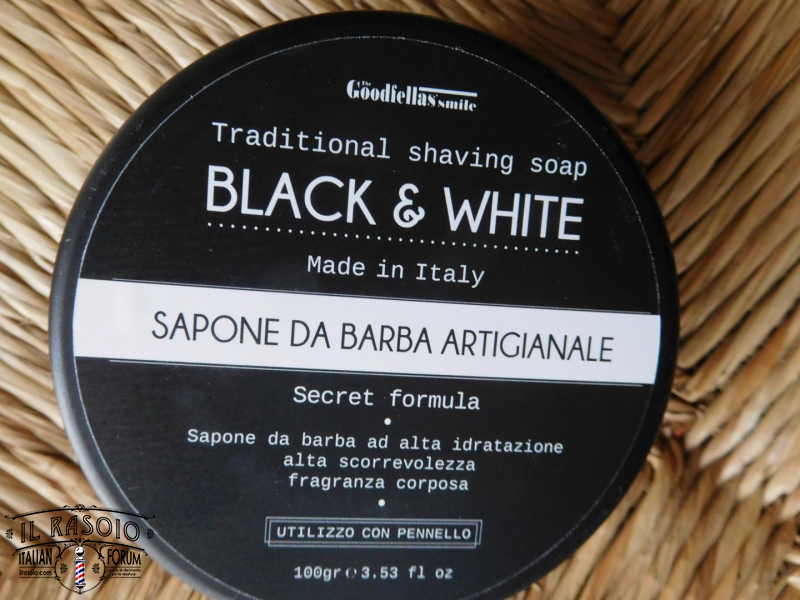 The
Goodfellas' smile
Traditional shaving soap
BLACK & WHITE
Made in Italy
SAPONE DA BARBA ARTIGIANALE
Secret formula
Sapone da barba ad alta idratazione
alta scorrevolezza
fragranza corposa
UTILIZZO CON PENNELLO
100gr ℮ 3.53 fl oz
IL RASOIO
ITALIAN FORUM
ilrasoio.com